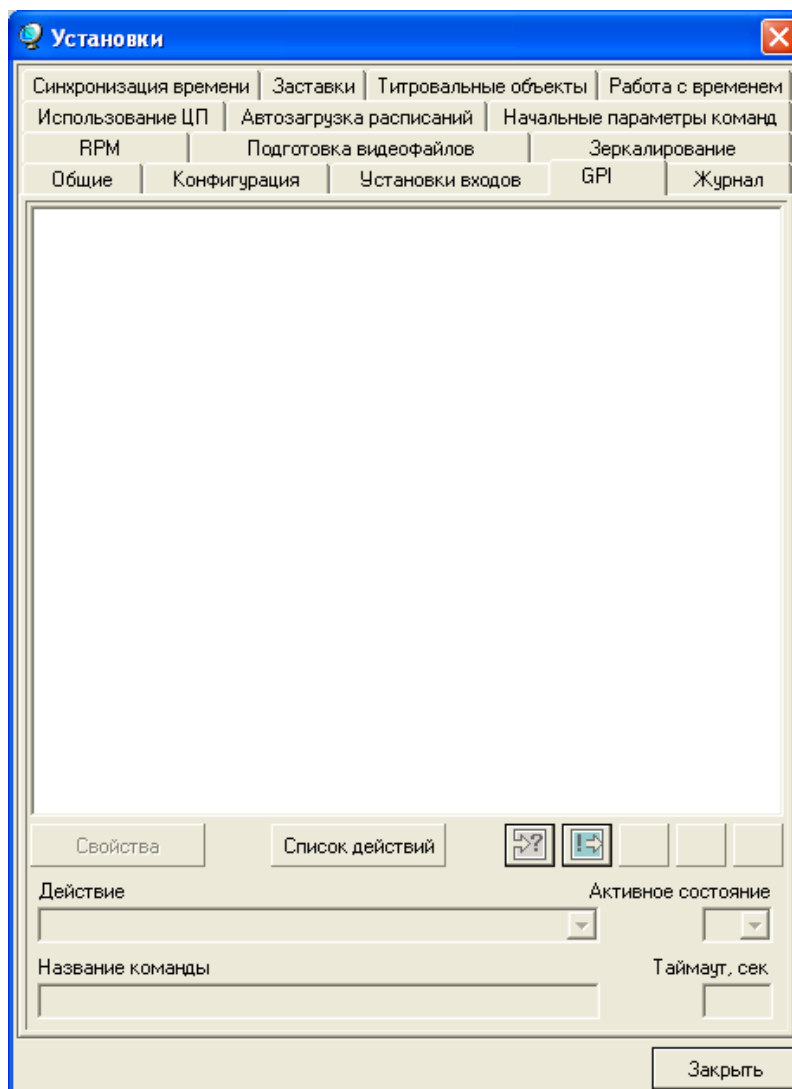 Установки
Синхронизация времени Заставки Титровальные объекты Работа с временем
Использование ЦП Автозагрузка расписаний Начальные параметры команд
RPM Подготовка видеофайлов Зеркалирование
Общие Конфигурация Установки входов GPI Журнал
Свойства Список действий
Действие Активное состояние
Название команды Таймаут, сек
Закрыть